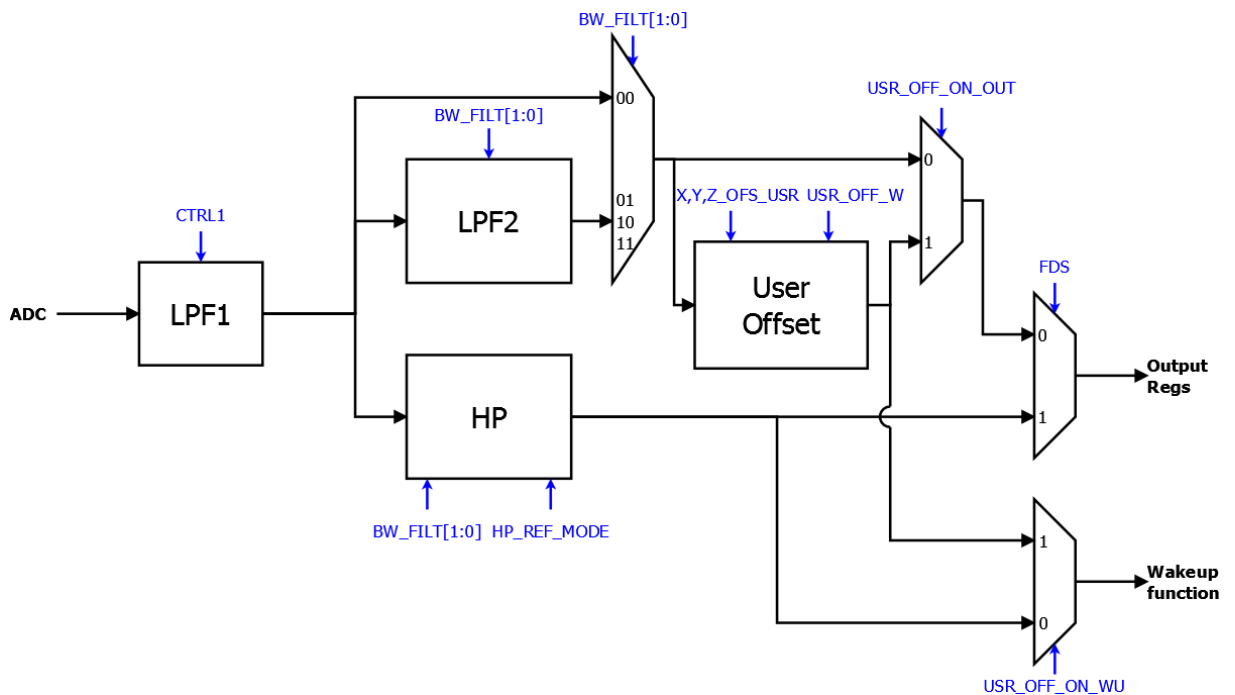 BW_FILT[1:0]
USR_OFF_ON_OUT
00
BW_FILT[1:0]
0
01
X,Y,Z_OFS_USR USR_OFF_W
CTRL1
LPF2
10
11
1
FDS
ADC
LPF1
User
Offset
0
Output
Regs
HP
1
BW_FILT[1:0] HP_REF_MODE
1
Wakeup
function
0
USR_OFF_ON_WU